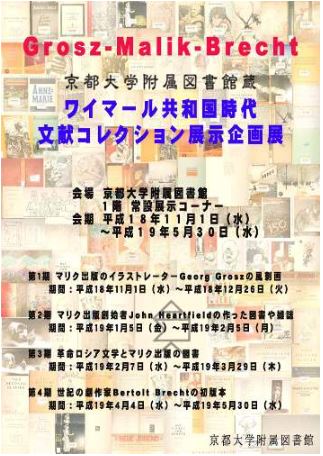 Grosz-Malik-Brecht
京都大学附属図書館蔵
ワイマール共和国時代
文献コレクション展示企画展
会場 京都大学附属図書館
1階 常設展示コーナー
会期 平成18年11月1日（水）
～平成19年5月30日（水）
第1期 マリク出版のイラストレーターGeorg Groszの風刺画
期間：平成18年11月1日（水）～平成18年12月26日（火）
第2期 マリク出版創始者John Heartfieldの作った図書や雑誌
期間：平成19年1月5日（金）～平成19年2月5日（月）
第3期 革命ロシア文学とマリク出版の図書
期間：平成19年2月7日（水）～平成19年3月29日（木）
第4期 世紀の劇作家Bertolt Brechtの初版本
期間：平成19年4月4日（水）～平成19年5月30日（水）
京都大学附属図書館